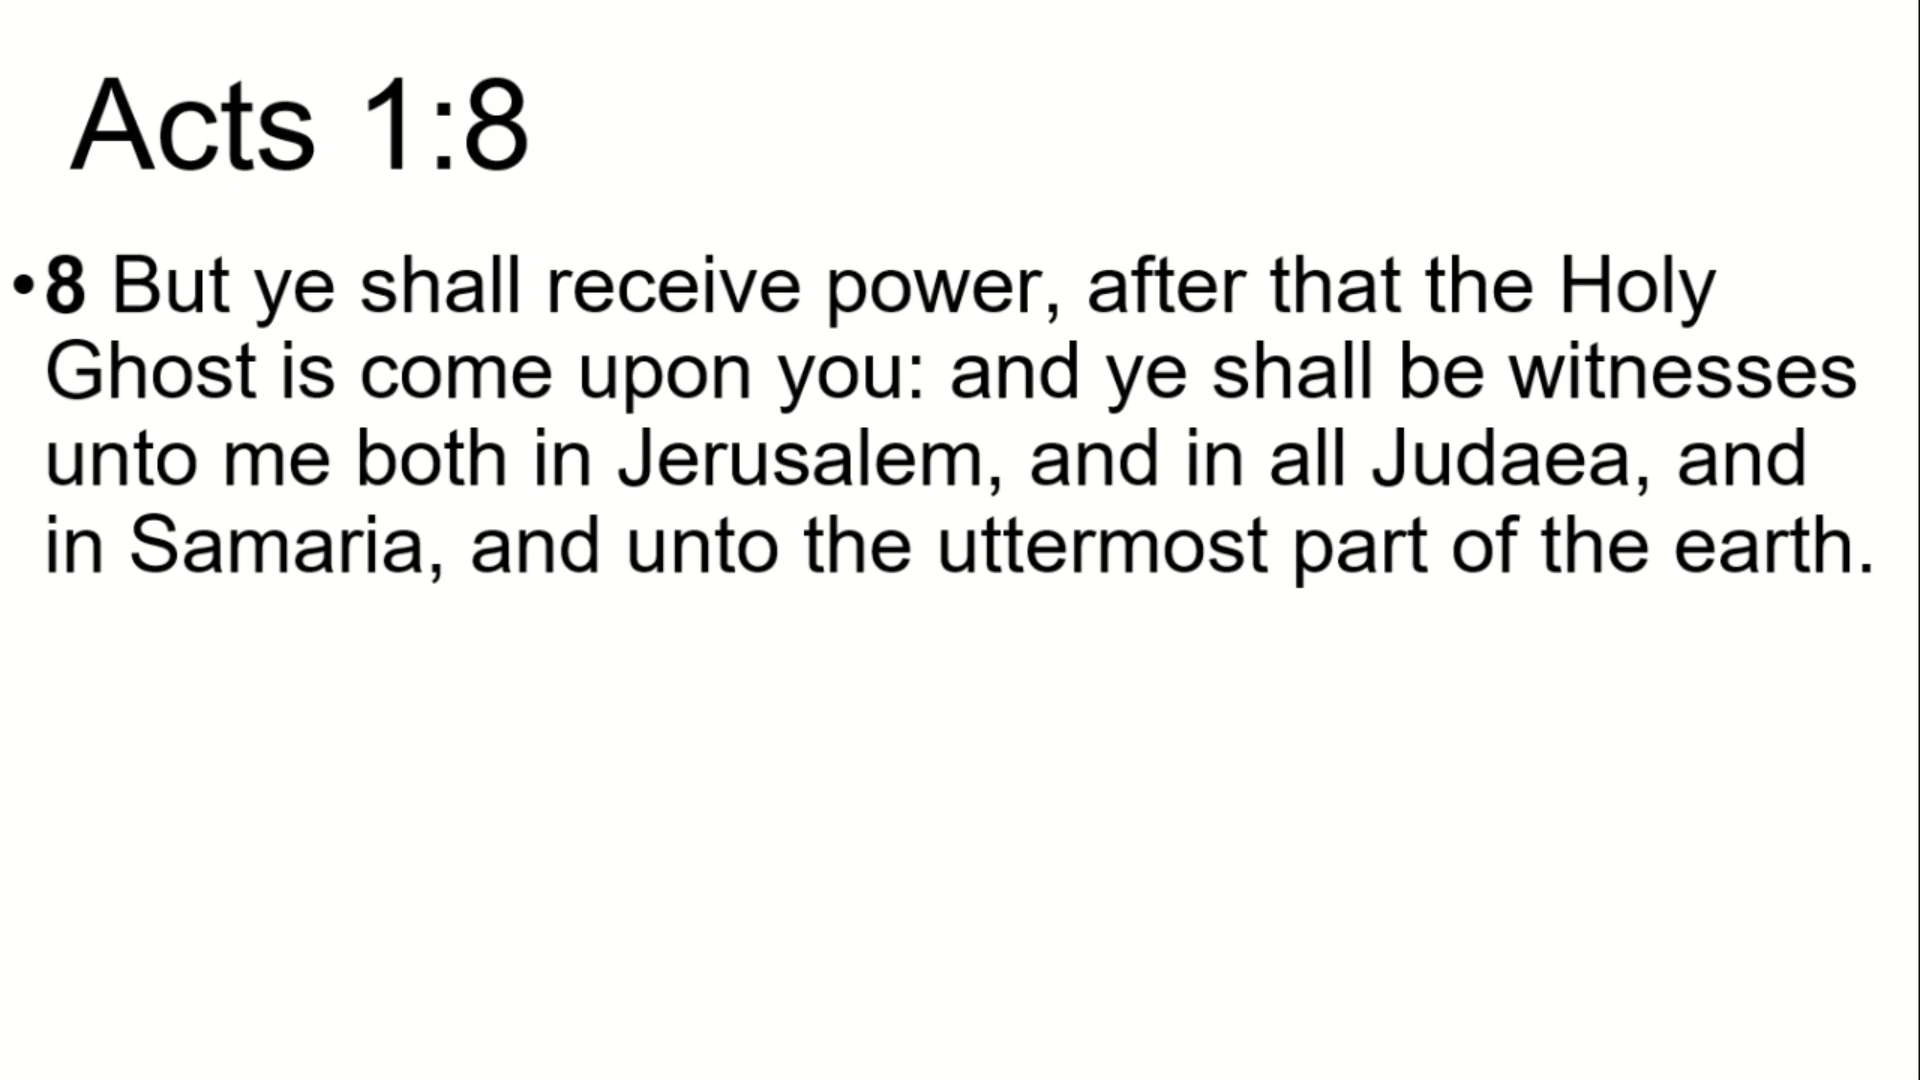 Acts 1:8
•8 But ye shall receive power, after that the Holy
Ghost is come upon you: and ye shall be witnesses
unto me both in Jerusalem, and in all Judaea, and
in Samaria, and unto the uttermost part of the earth.